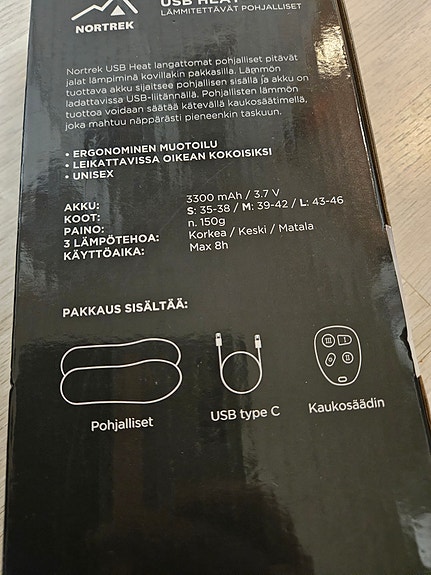 NORTREK
USB HEAT
LÄMMITETTÄVÄT POHJALLISET
Nortrek USB Heat langattomat pohjalliset pitävät
jalat lämpiminä kovillakin pakkasilla. Lämmön
tuottava akku sijaitsee pohjallisen sisällä ja akku on
ladattavissa USB-liitännällä. Pohjallisten lämmön
tuottoa voidaan säätää kätevällä kaukosäätimellä,
joka mahtuu näppärästi pieneenkin taskuun.
• ERGONOMINEN MUOTOILU
• LEIKATTAVISSA OIKEAN KOKOISIKSI
• UNISEX
AKKU: 3300 mAh / 3.7 V
KOOT: S: 35-38 / M: 39-42 / L: 43-46
PAINO: n. 150g
3 LÄMPÖTEHOA: Korkea / Keski / Matala
KÄYTTÖAIKA: Max 8h
PAKKAUS SISÄLTÄÄ:
Pohjalliset
USB type C
Kaukosäädin